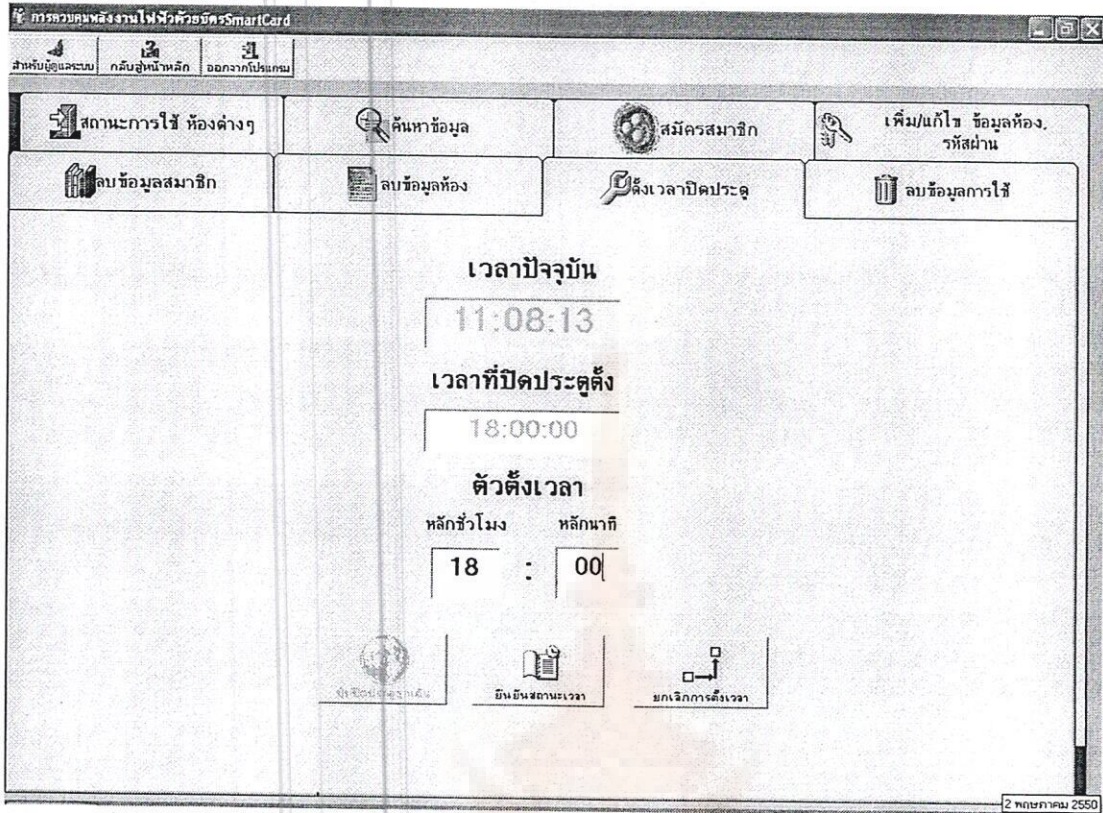 การควบคุมพลังงานไฟฟ้าด้วยบัตรSmartCard
สำหรับผู้ดูแลระบบ กลับสู่หน้าหลัก ออกจากโปรแกรม
สถานะการใช้ ห้องต่างๆ
ค้นหาข้อมูล
สมัครสมาชิก
เพิ่ม/แก้ไข ข้อมูลห้อง,
รหัสผ่าน
ลบข้อมูลสมาชิก
ลบข้อมูลห้อง
ตั้งเวลาปิดประตู
ลบข้อมูลการใช้
เวลาปัจจุบัน
11:08:13
เวลาที่ปิดประตูตั้ง
18:00:00
ตัวตั้งเวลา
หลักชั่วโมง หลักนาที
18 : 00
ยืนยันสถานะเวลา
ยกเลิกการตั้งเวลา
2 พฤษภาคม 2550